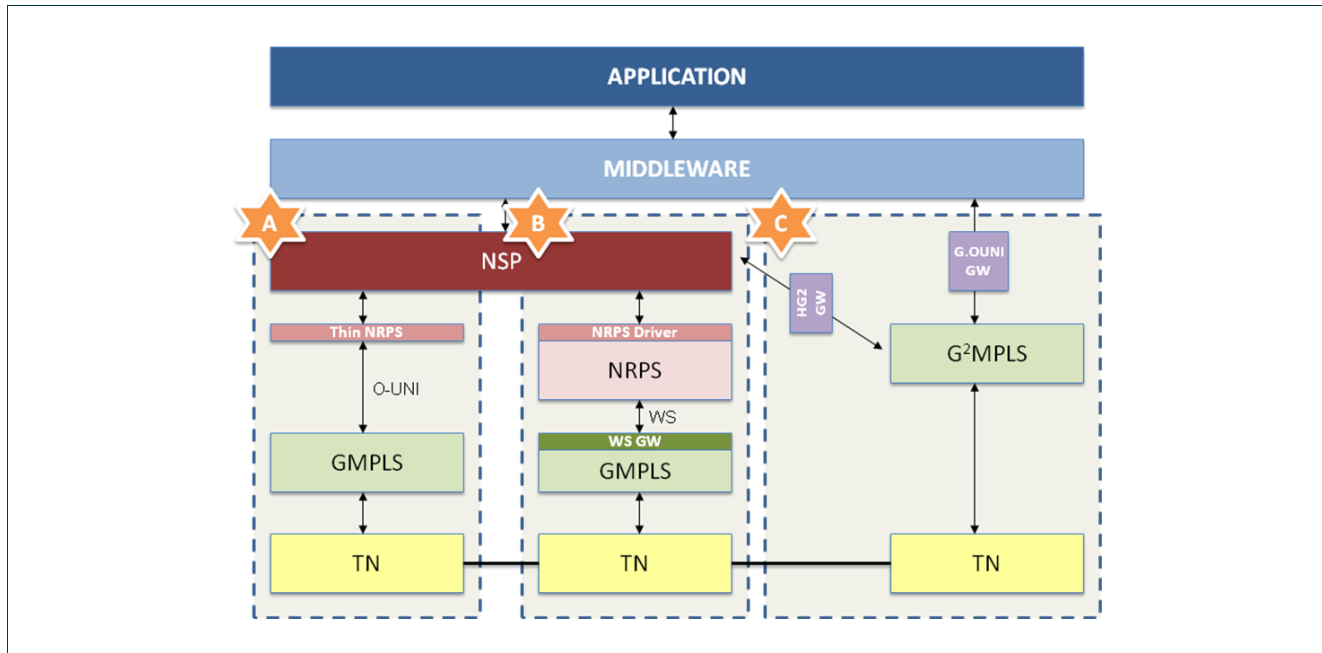 APPLICATION
MIDDLEWARE
A
B
C
NSP
G.OUNI
GW
HG2
GW
Thin NRPS
NRPS Driver
NRPS
G²MPLS
O-UNI
WS
WS GW
GMPLS
GMPLS
TN
TN
TN